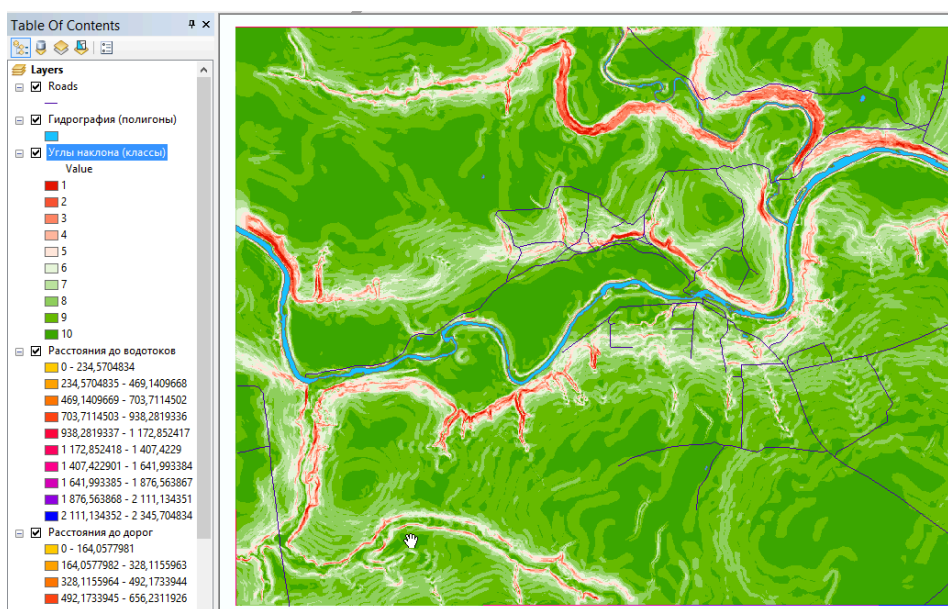 Table Of Contents
Layers
Roads
Гидрография (полигоны)
Углы наклона (классы)
Value
1
2
3
4
5
6
7
8
9
10
Расстояния до водотоков
0 - 234,5704834
234,5704835 - 469,1409668
469,1409669 - 703,7114502
703,7114503 - 938,2819336
938,2819337 - 1 172,852417
1 172,852418 - 1 407,4229
1 407,422901 - 1 641,993384
1 641,993385 - 1 876,563867
1 876,563868 - 2 111,134351
2 111,134352 - 2 345,704834
Расстояния до дорог
0 - 164,0577981
164,0577982 - 328,1155963
328,1155964 - 492,1733944
492,1733945 - 656,2311926